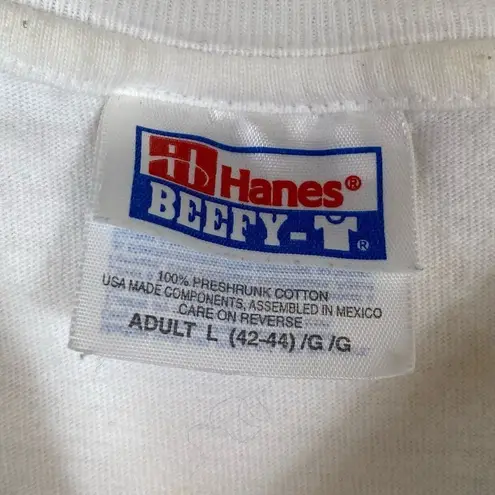 Hanes®
BEEFY-T®
100% PRESHRUNK COTTON
USA MADE COMPONENTS, ASSEMBLED IN MEXICO
CARE ON REVERSE
ADULT L (42-44) /G /G